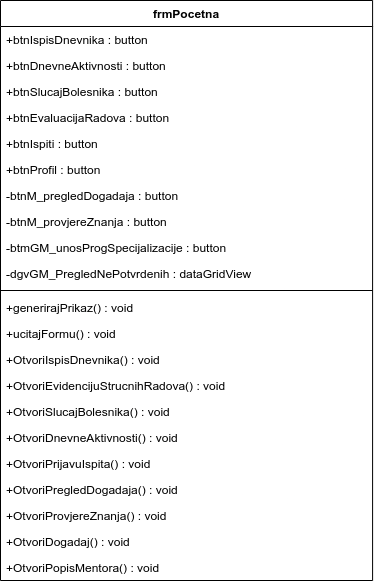 frmPocetna
+btnIspisDnevnika : button
+btnDnevneAktivnosti : button
+btnSlucajBolesnika : button
+btnEvaluacijaRadova : button
+btnIspiti : button
+btnProfil : button
-btnM_pregledDogadaja : button
-btnM_provjereZnanja : button
-btmGM_unosProgSpecijalizacije : button
-dgvGM_PregledNePotvrdenih : dataGridView
+generirajPrikaz() : void
+ucitajFormu() : void
+OtvoriIspisDnevnika() : void
+OtvoriEvidencijuStrucnihRadova() : void
+OtvoriSlucajBolesnika() : void
+OtvoriDnevneAktivnosti() : void
+OtvoriPrijavuIspita() : void
+OtvoriPregledDogadaja() : void
+OtvoriProvjereZnanja() : void
+OtvoriDogadaj() : void
+OtvoriPopisMentora() : void